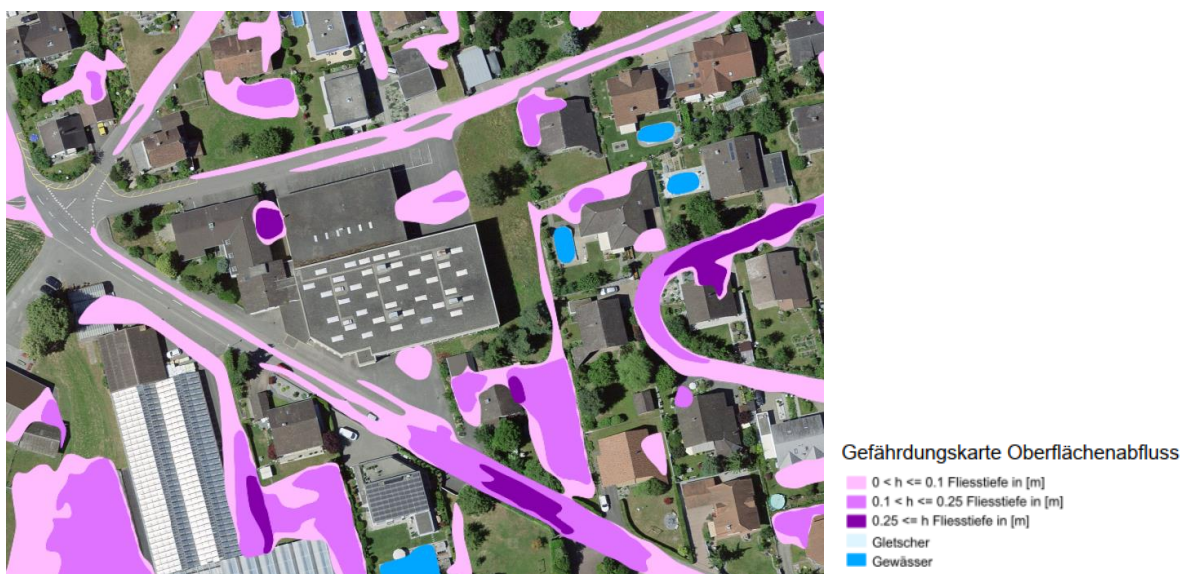 Gefährdungskarte Oberflächenabfluss
0 < h <= 0.1 Fliesstiefe in [m]
0.1 < h <= 0.25 Fliesstiefe in [m]
0.25 <= h Fliesstiefe in [m]
Gletscher
Gewässer